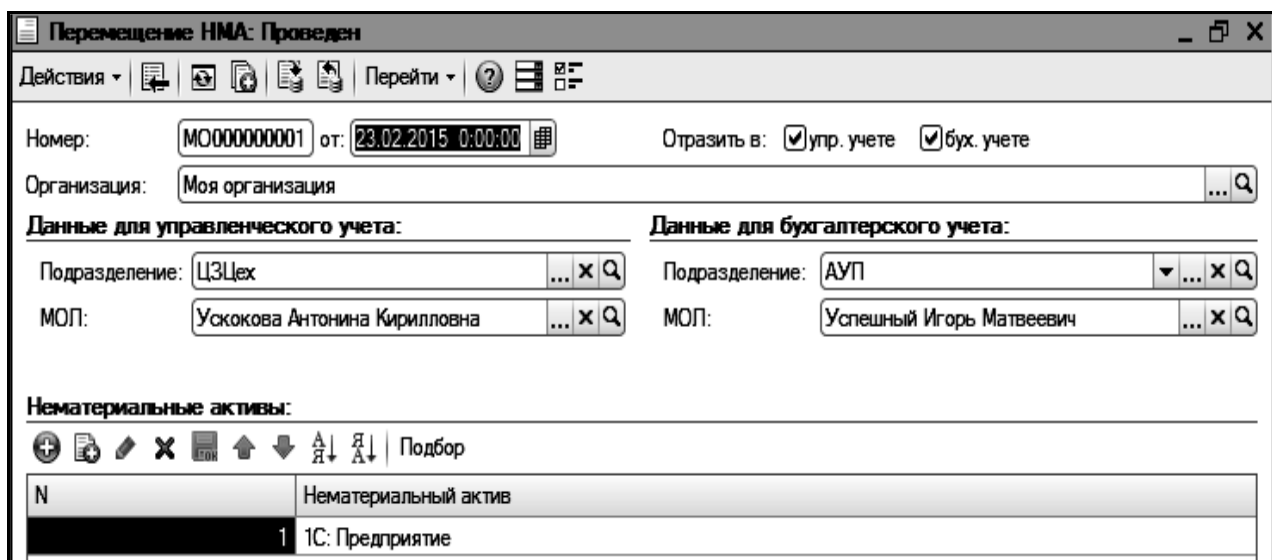 Перемещение НМА: Проведен
Действия Перейти
Номер: МО000000001 от: 23.02.2015 0:00:00 Отразить в: упр. учете бух. учете
Организация: Моя организация
Данные для управленческого учета: Данные для бухгалтерского учета:
Подразделение: ЦЗЦех Подразделение: АУП
МОЛ: Ускокова Антонина Кирилловна МОЛ: Успешный Игорь Матвеевич
Нематериальные активы:
Подбор
N Нематериальный актив
1 1С: Предприятие